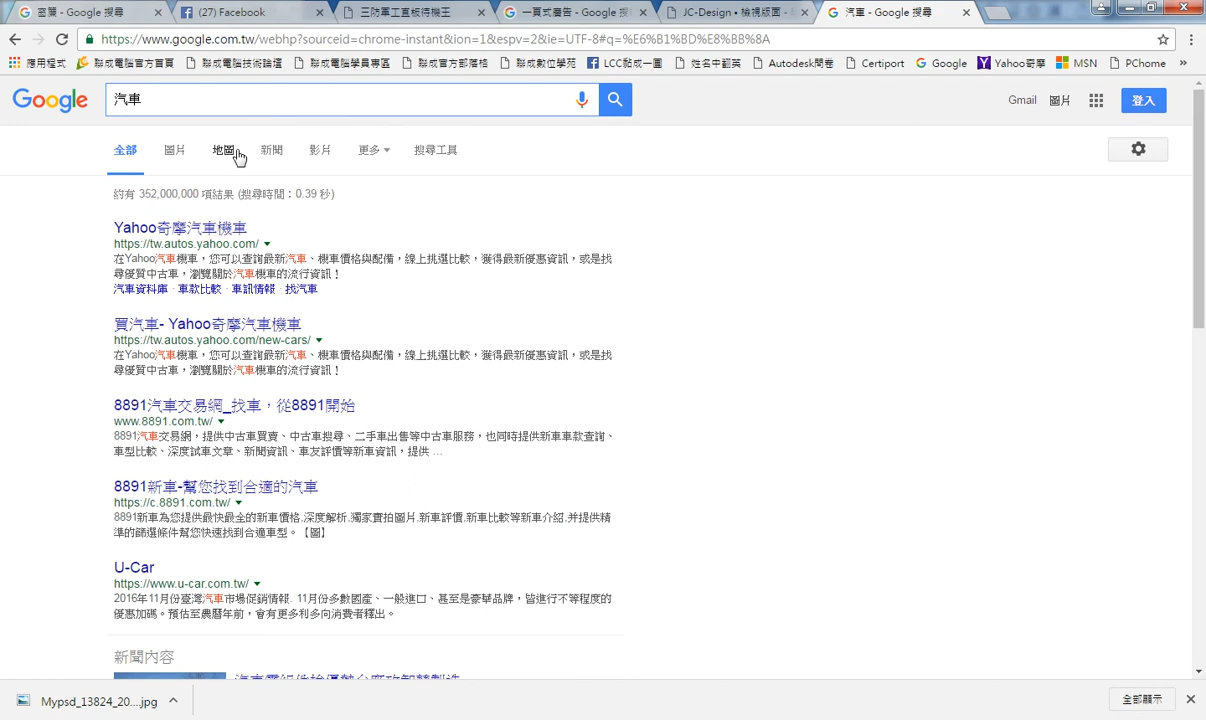 密醫 - Google 搜尋
(27) Facebook
三防軍工直板待機王
一頁式廣告 - Google 搜
JC-Design • 檢視版面 -
汽車 - Google 搜尋
https://www.google.com.tw/webhp?sourceid=chrome-instant&ion=1&espv=2&ie=UTF-8#q=%E6%B1%BD%E8%BB%8A
應用程式
聯成電腦官方首頁
聯成電腦技術論壇
聯成電腦學員專區
聯成官方部落格
聯成數位學苑
LCC黏成一團
姓名中翻英
Autodesk問卷
Certiport
Google
Yahoo奇摩
MSN
PChome
»
Google
汽車
Gmail
圖片
登入
全部
圖片
地圖
新聞
影片
更多
搜尋工具
約有 352,000,000 項結果 (搜尋時間：0.39 秒)
Yahoo奇摩汽車機車
https://tw.autos.yahoo.com/
在Yahoo汽車機車，您可以查詢最新汽車、機車價格與配備，線上挑選比較，獲得最新優惠資訊，或是找
尋優質中古車，瀏覽關於汽車機車的流行資訊！
汽車資料庫 · 車款比較 · 車訊情報 · 找汽車
買汽車- Yahoo奇摩汽車機車
https://tw.autos.yahoo.com/new-cars/
在Yahoo汽車機車，您可以查詢最新汽車、機車價格與配備，線上挑選比較，獲得最新優惠資訊，或是找
尋優質中古車，瀏覽關於汽車機車的流行資訊！
8891汽車交易網_找車，從8891開始
www.8891.com.tw/
8891汽車交易網，提供中古車買賣、中古車搜尋、二手車出售等中古車服務，也同時提供新車車款查詢、
車型比較、深度試車文章、新聞資訊、車友評價等新車資訊，提供 ...
8891新車-幫您找到合適的汽車
https://c.8891.com.tw/
8891新車為您提供最快最全的新車價格,深度解析,獨家實拍圖片,新車評價,新車比較等新車介紹,并提供精
準的篩選條件幫您快速找到合適車型。【圖】
U-Car
https://www.u-car.com.tw/
2016年11月份臺灣汽車市場促銷情報. 11月份多數國產、一般進口、甚至是豪華品牌，皆進行不等程度的
優惠加碼。預估至農曆年前，會有更多利多向消費者釋出。
新聞內容
Mypsd_13824_20....jpg
全部顯示